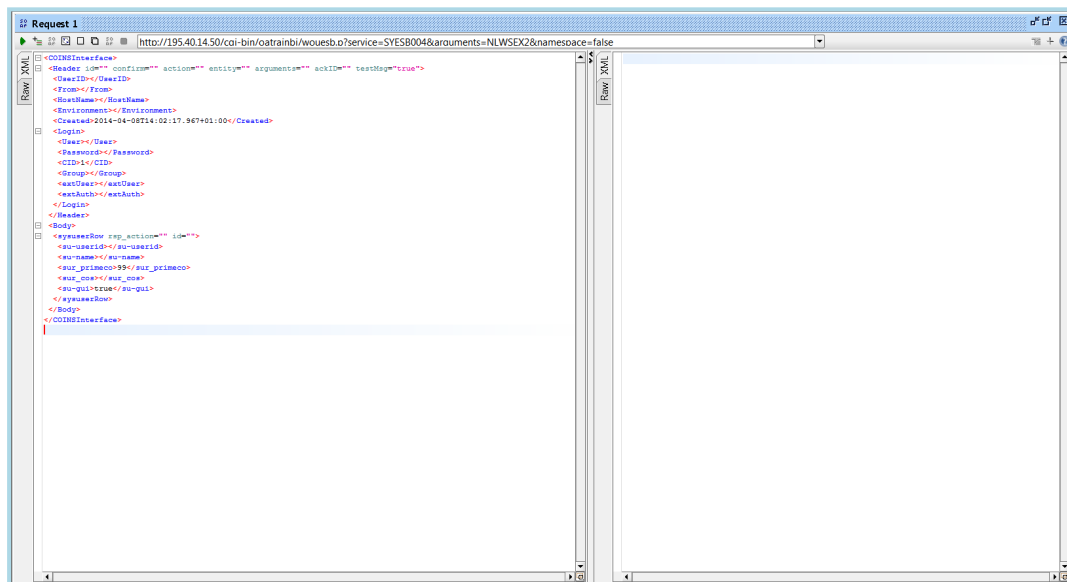 Request 1
http://195.40.14.50/cgi-bin/oatrainbi/wouesb.p?service=SYESB004&arguments=NLWSEX2&namespace=false
XML
Raw
<COINSInterface>
<Header id="" confirm="" action="" entity="" arguments="" ackID="" testMsg="true">
<UserID></UserID>
<From></From>
<HostName></HostName>
<Environment></Environment>
<Created>2014-04-08T14:02:17.967+01:00</Created>
<Login>
<User></User>
<Password></Password>
<CID>1</CID>
<Group></Group>
<extUser></extUser>
<extAuth></extAuth>
</Login>
</Header>
<Body>
<sysuserRow rsp_action="" id="">
<su-userid></su-userid>
<su-name></su-name>
<sur_primeco>99</sur_primeco>
<sur_cos></sur_cos>
<su-gui>true</su-gui>
</sysuserRow>
</Body>
</COINSInterface>
XML
Raw